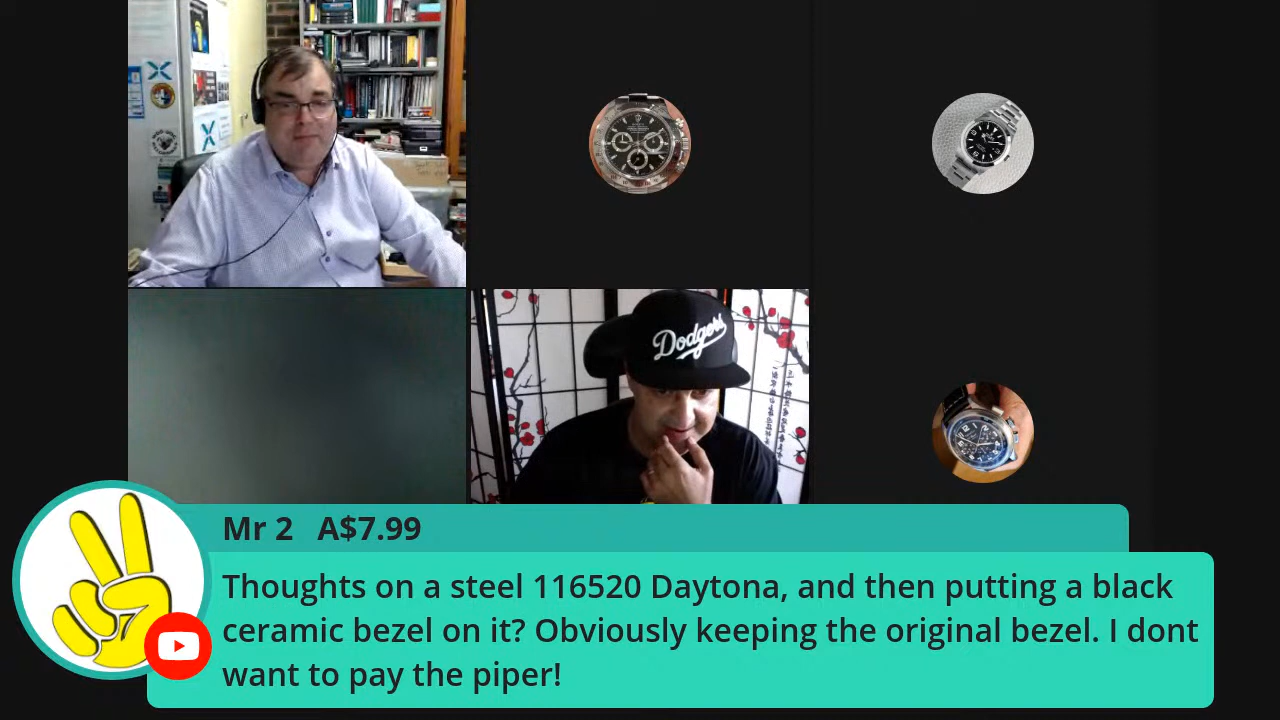 Dodgers
Mr 2 A$7.99
Thoughts on a steel 116520 Daytona, and then putting a black
ceramic bezel on it? Obviously keeping the original bezel. I dont
want to pay the piper!